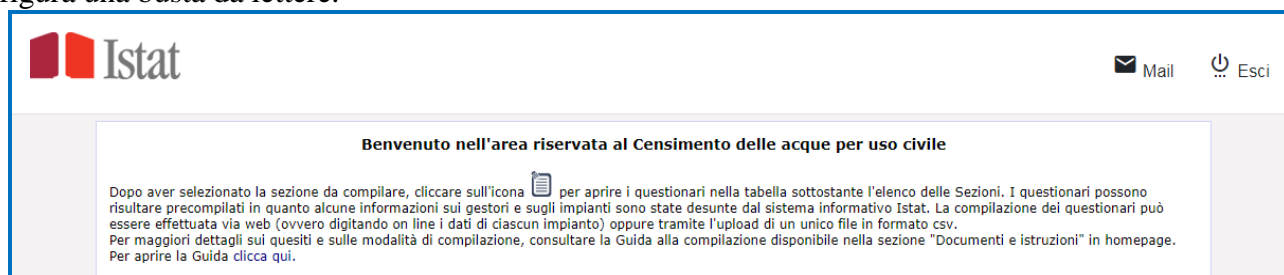 figura una busta da lettere.
Istat
Mail Esci
Benvenuto nell'area riservata al Censimento delle acque per uso civile
Dopo aver selezionato la sezione da compilare, cliccare sull'icona per aprire i questionari nella tabella sottostante l'elenco delle Sezioni. I questionari possono
risultare precompilati in quanto alcune informazioni sui gestori e sugli impianti sono state desunte dal sistema informativo Istat. La compilazione dei questionari può
essere effettuata via web (ovvero digitando on line i dati di ciascun impianto) oppure tramite l'upload di un unico file in formato csv.
Per maggiori dettagli sui quesiti e sulle modalità di compilazione, consultare la Guida alla compilazione disponibile nella sezione "Documenti e istruzioni" in homepage.
Per aprire la Guida clicca qui.